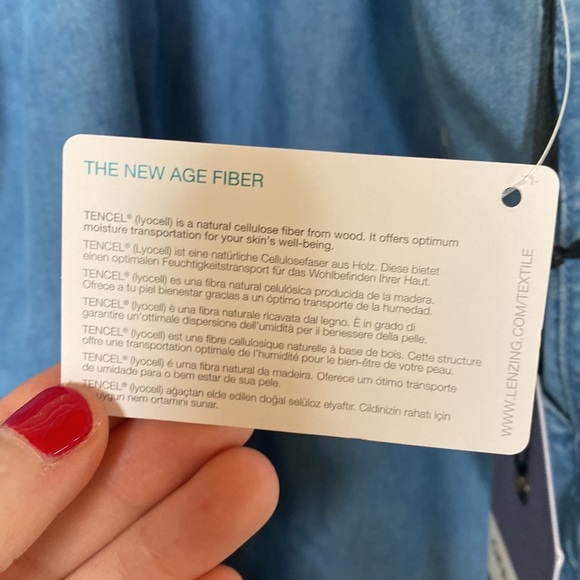 THE NEW AGE FIBER
TENCEL® (lyocell) is a natural cellulose fiber from wood. It offers optimum
moisture transportation for your skin's well-being.
TENCEL® (Lyocell) ist eine natürliche Cellulosefaser aus Holz. Diese bietet
einen optimalen Feuchtigkeitstransport für das Wohlbefinden Ihrer Haut.
TENCEL® (lyocell) es una fibra natural celulósica producida de la madera.
Ofrece a tu piel bienestar gracias a un óptimo transporte de la humedad.
TENCEL® (lyocell) è una fibra naturale ricavata dal legno. È in grado di
garantire un'ottimale dispersione dell'umidità per il benessere della pelle.
TENCEL® (lyocell) est une fibre cellulosique naturelle à base de bois. Cette structure
offre une transportation optimale de l'humidité pour le bien-être de votre peau.
TENCEL® (lyocell) é uma fibra natural da madeira. Oferece um ótimo transporte
de umidade para o bem estar de sua pele.
TENCEL® (lyocell) ağaçtan elde edilen doğal selüloz elyaftır. Cildinizin rahatı için
nem ortamını sunar.
WWW.LENZING.COM/TEXTILE